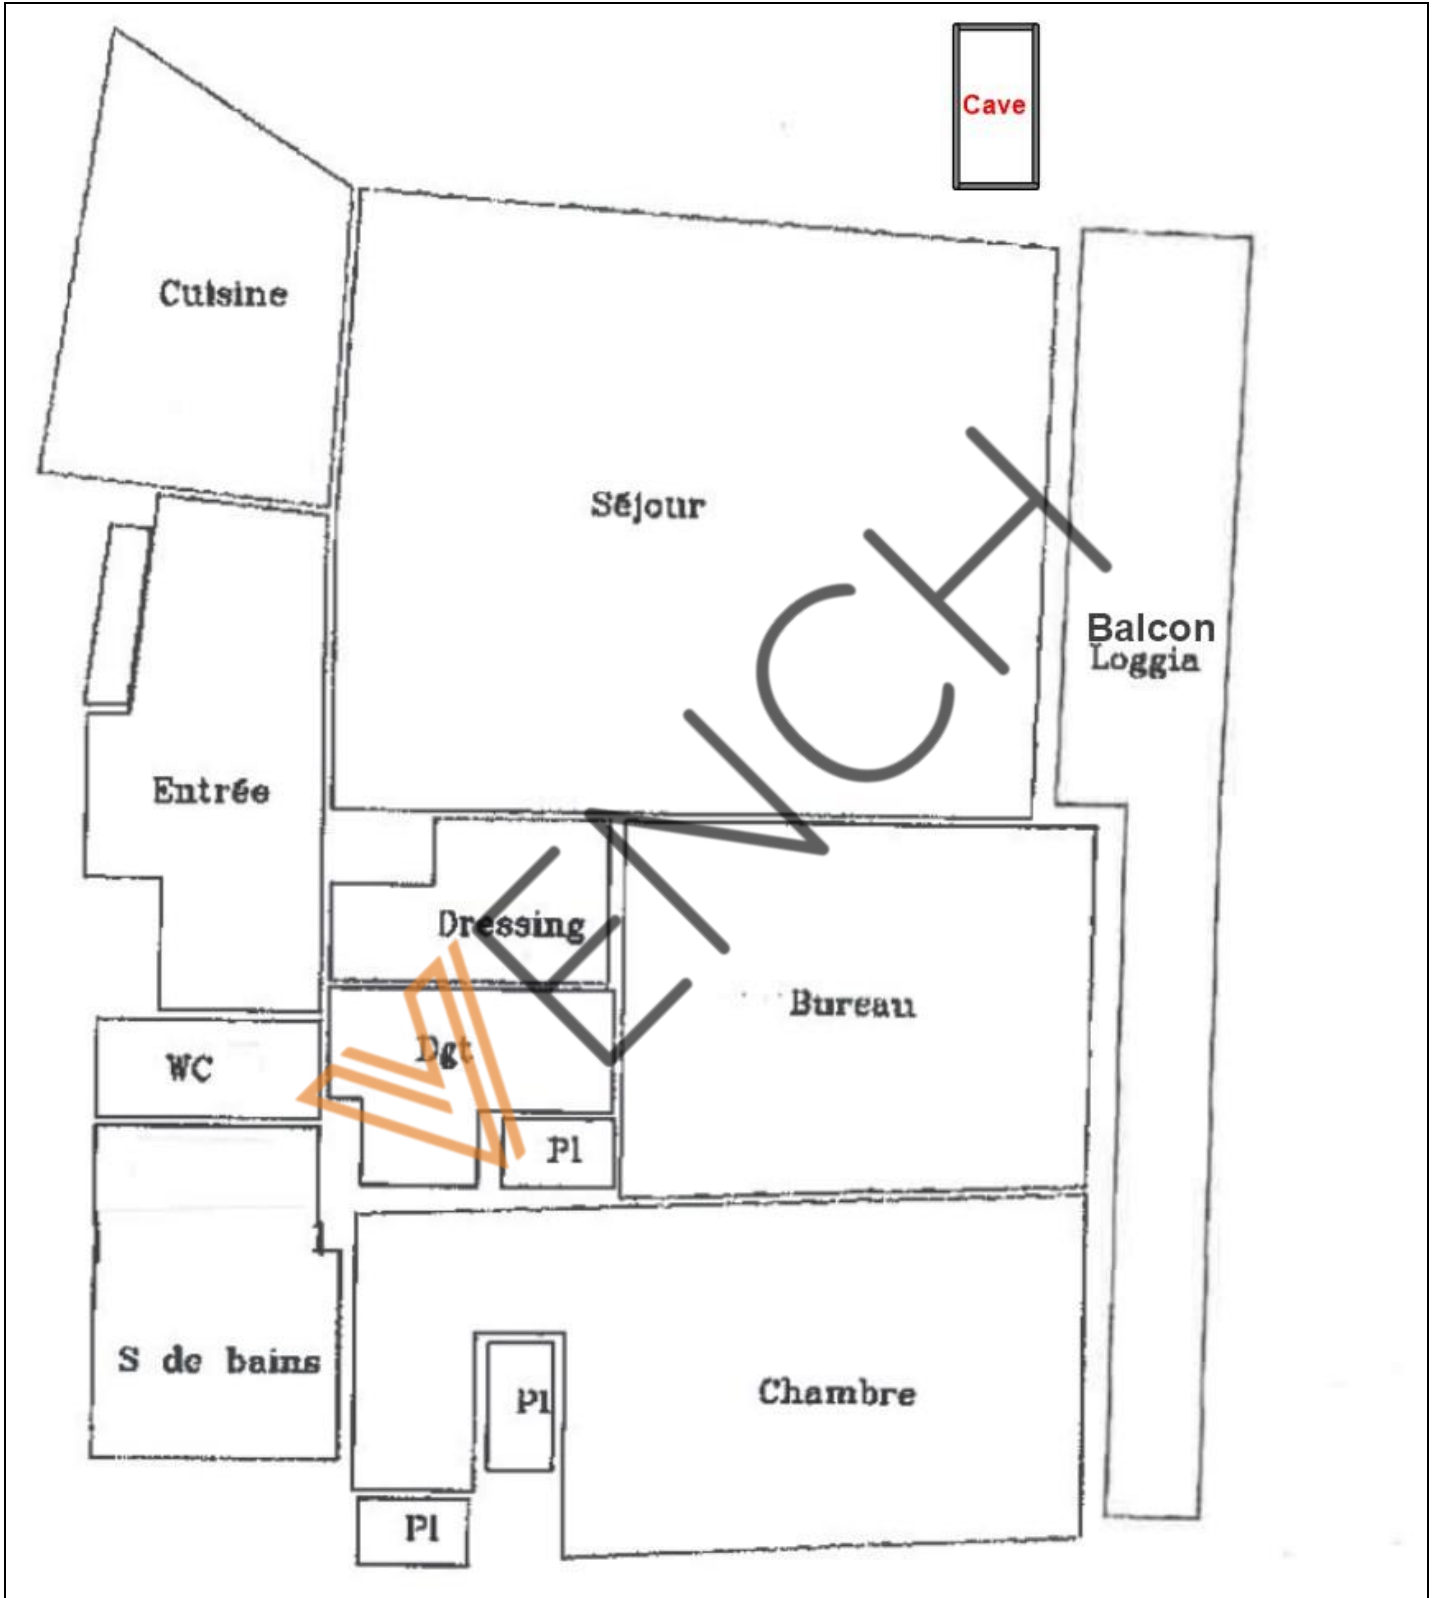 Cave
Cuisine
Séjour
Balcon
Loggia
Entrée
Dressing
Bureau
Dgt
WC
Pl
S de bains
Pl
Chambre
Pl
VENCH